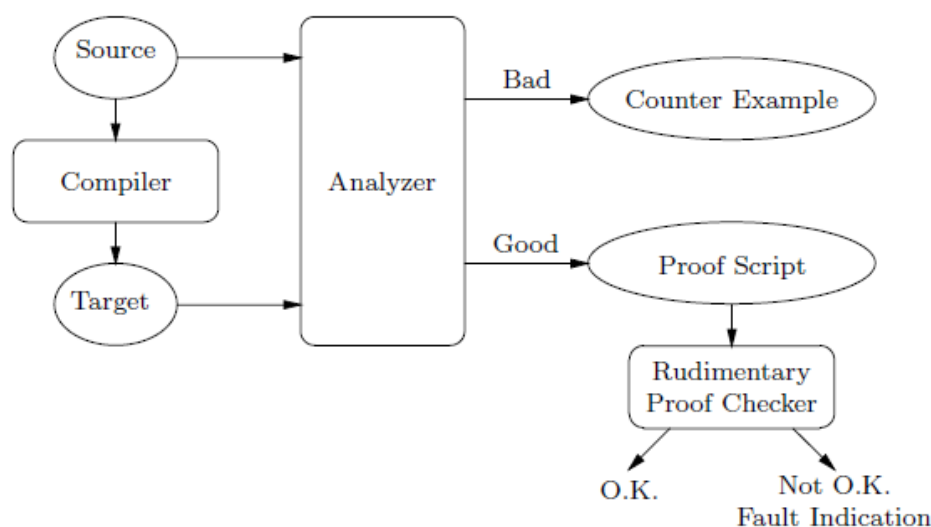 Source
Bad
Counter Example
Compiler
Analyzer
Good
Proof Script
Target
Rudimentary
Proof Checker
O.K.
Not O.K.
Fault Indication